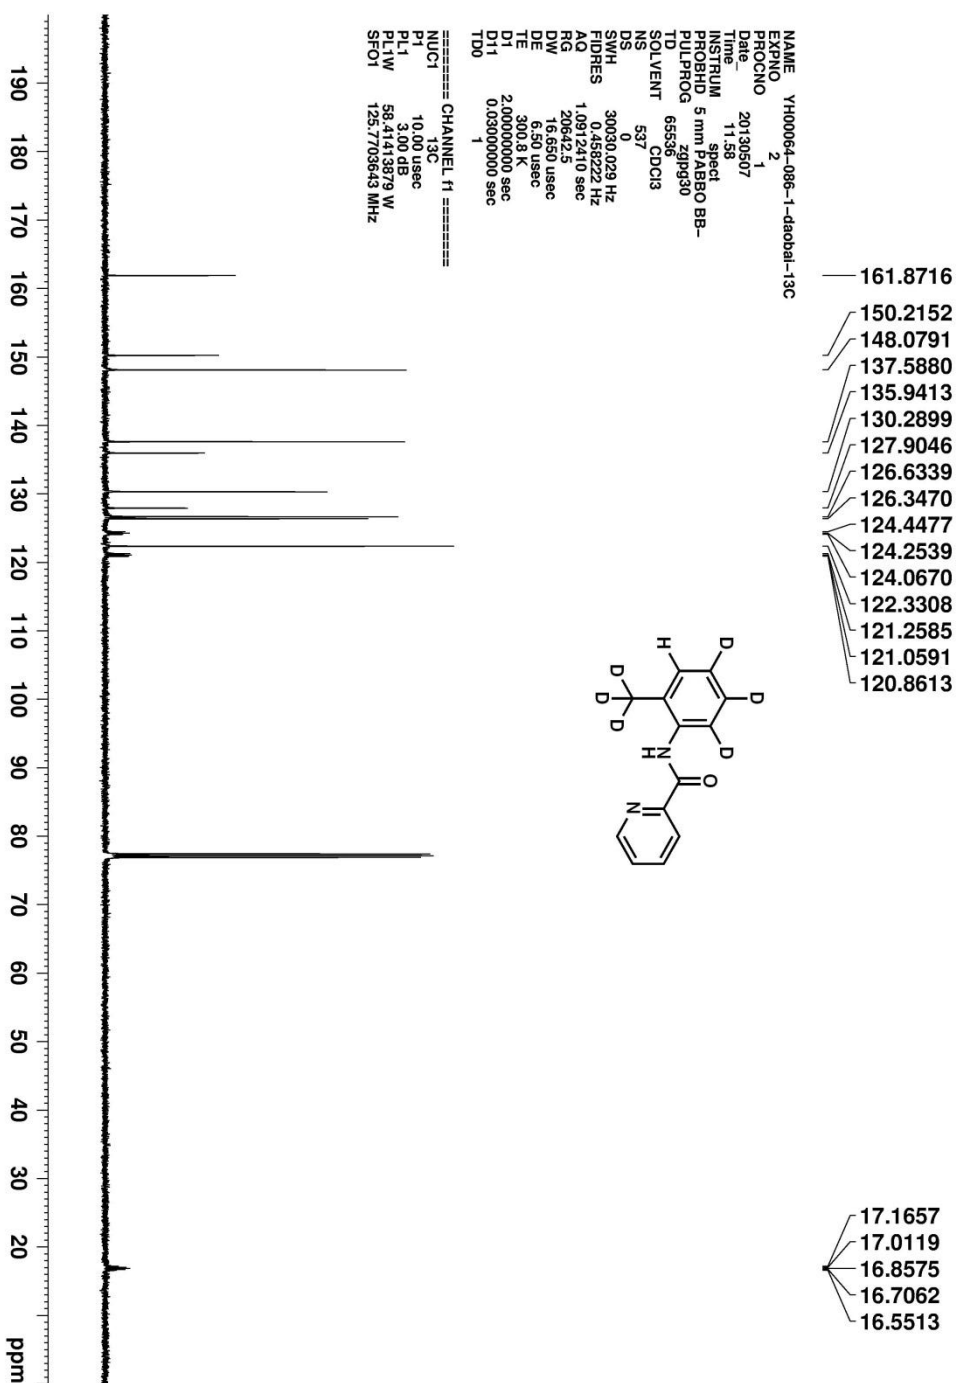 NAME YH00064-086-1-daobai-13C
EXPNO 2
PROCNO 1
Date_ 20130507
Time 11.58
INSTRUM spect
PROBHD 5 mm PABBO BB-
PULPROG zgpg30
TD 65536
SOLVENT CDCl3
NS 537
DS 0
SWH 30030.029 Hz
FIDRES 0.458222 Hz
AQ 1.0912410 sec
RG 20642.5
DW 16.650 usec
DE 6.50 usec
TE 300.8 K
D1 2.00000000 sec
D11 0.03000000 sec
TD0 1
======== CHANNEL f1 ========
NUC1 13C
P1 10.00 usec
PL1 3.00 dB
PL1W 58.41413879 W
SFO1 125.7703643 MHz
161.8716
150.2152
148.0791
137.5880
135.9413
130.2899
127.9046
126.6339
126.3470
124.4477
124.2539
124.0670
122.3308
121.2585
121.0591
120.8613
17.1657
17.0119
16.8575
16.7062
16.5513
D
H
D
D
D
D
D
N
H
O
N
190 180 170 160 150 140 130 120 110 100 90 80 70 60 50 40 30 20 ppm